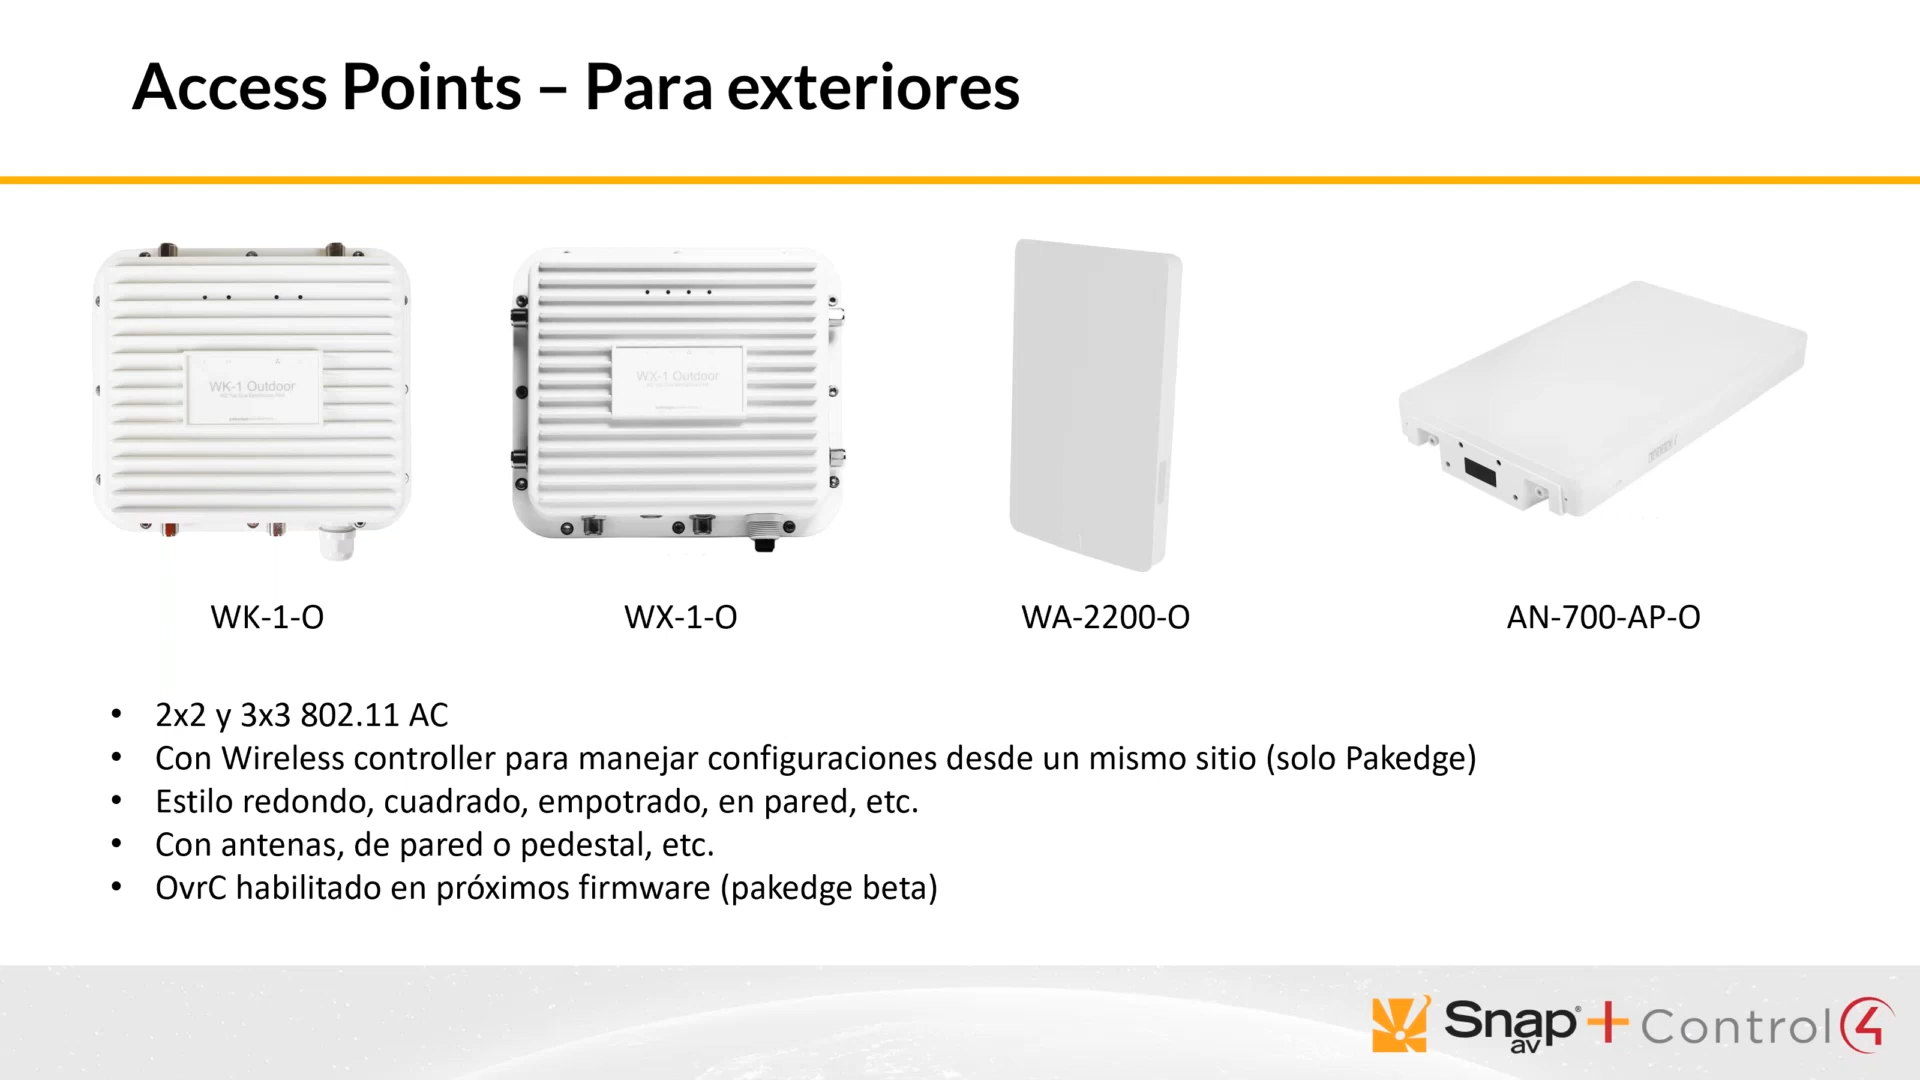 Access Points – Para exteriores
WK-1 Outdoor
WX-1 Outdoor
WK-1-O
WX-1-O
WA-2200-O
AN-700-AP-O
• 2x2 y 3x3 802.11 AC
• Con Wireless controller para manejar configuraciones desde un mismo sitio (solo Pakedge)
• Estilo redondo, cuadrado, empotrado, en pared, etc.
• Con antenas, de pared o pedestal, etc.
• OvrC habilitado en próximos firmware (pakedge beta)
Snap av + Control4